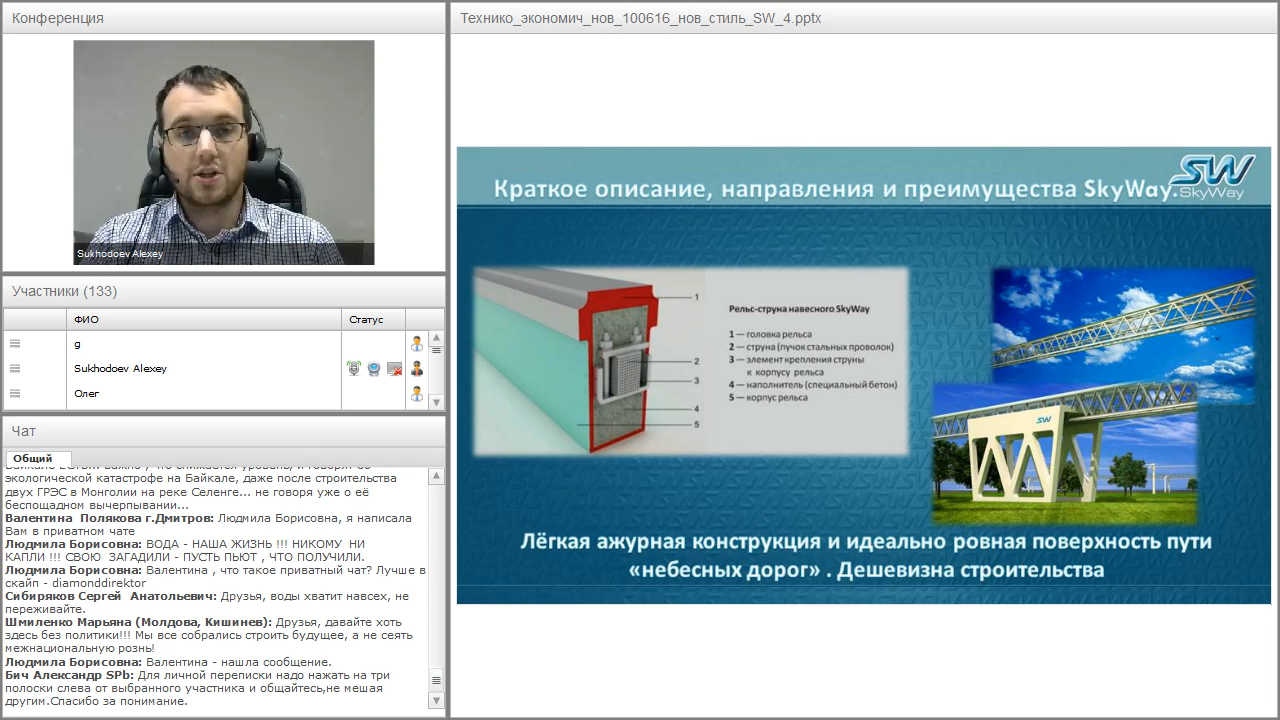 Конференция
Sukhodoev Alexey
Участники (133)
ФИО
Статус
g
Sukhodoev Alexey
Олег
Чат
Общий
экологической катастрофе на Байкале, даже после строительства
двух ГРЭС в Монголии на реке Селенге... не говоря уже о её
беспощадном вычерпывании...
Валентина Полякова г.Дмитров: Людмила Борисовна, я написала
Вам в приватном чате
Людмила Борисовна: ВОДА - НАША ЖИЗНЬ !!! НИКОМУ НИ
КАПЛИ !!! СВОЮ ЗАГАДИЛИ - ПУСТЬ ПЬЮТ , ЧТО ПОЛУЧИЛИ.
Людмила Борисовна: Валентина , что такое приватный чат? Лучше в
скайп - diamonddirektor
Сибиряков Сергей Анатольевич: Друзья, воды хватит навсех, не
переживайте.
Шмиленко Марьяна (Молдова, Кишинев): Друзья, давайте хоть
здесь без политики!!! Мы все собрались строить будущее, а не сеять
межнациональную рознь!
Людмила Борисовна: Валентина - нашла сообщение.
Бич Александр SPb: Для личной переписки надо нажать на три
полоски слева от выбранного участника и общайтесь,не мешая
другим.Спасибо за понимание.
Технико_экономич_нов_100616_нов_стиль_SW_4.pptx
Краткое описание, направления и преимущества SkyWay.
SW
SkyWay
1
2
3
4
5
Рельс-струна навесного SkyWay
1 — головка рельса
2 — струна (пучок стальных проволок)
3 — элемент крепления струны
к корпусу рельса
4 — наполнитель (специальный бетон)
5 — корпус рельса
SW
Лёгкая ажурная конструкция и идеально ровная поверхность пути
«небесных дорог» . Дешевизна строительства